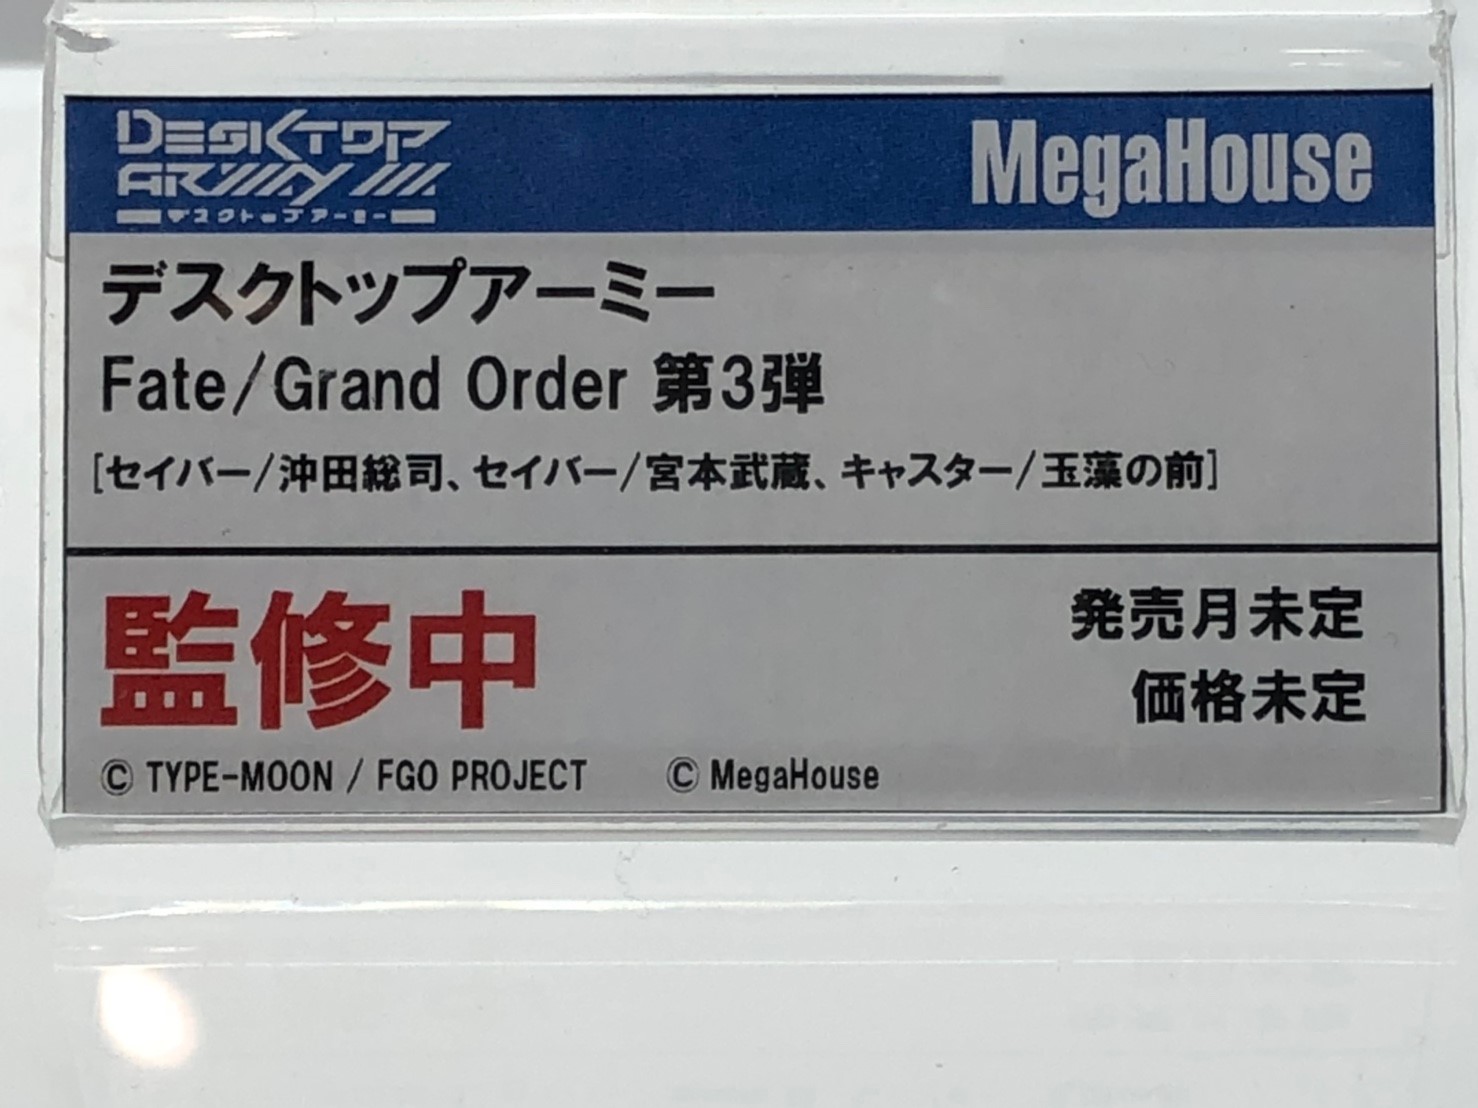 DESKTOP
ARMY
デスクトップアーミー
MegaHouse
デスクトップアーミー
Fate/Grand Order 第3弾
[セイバー/沖田総司、セイバー/宮本武蔵、キャスター/玉藻の前]
監修中
発売月未定
価格未定
© TYPE-MOON / FGO PROJECT © MegaHouse